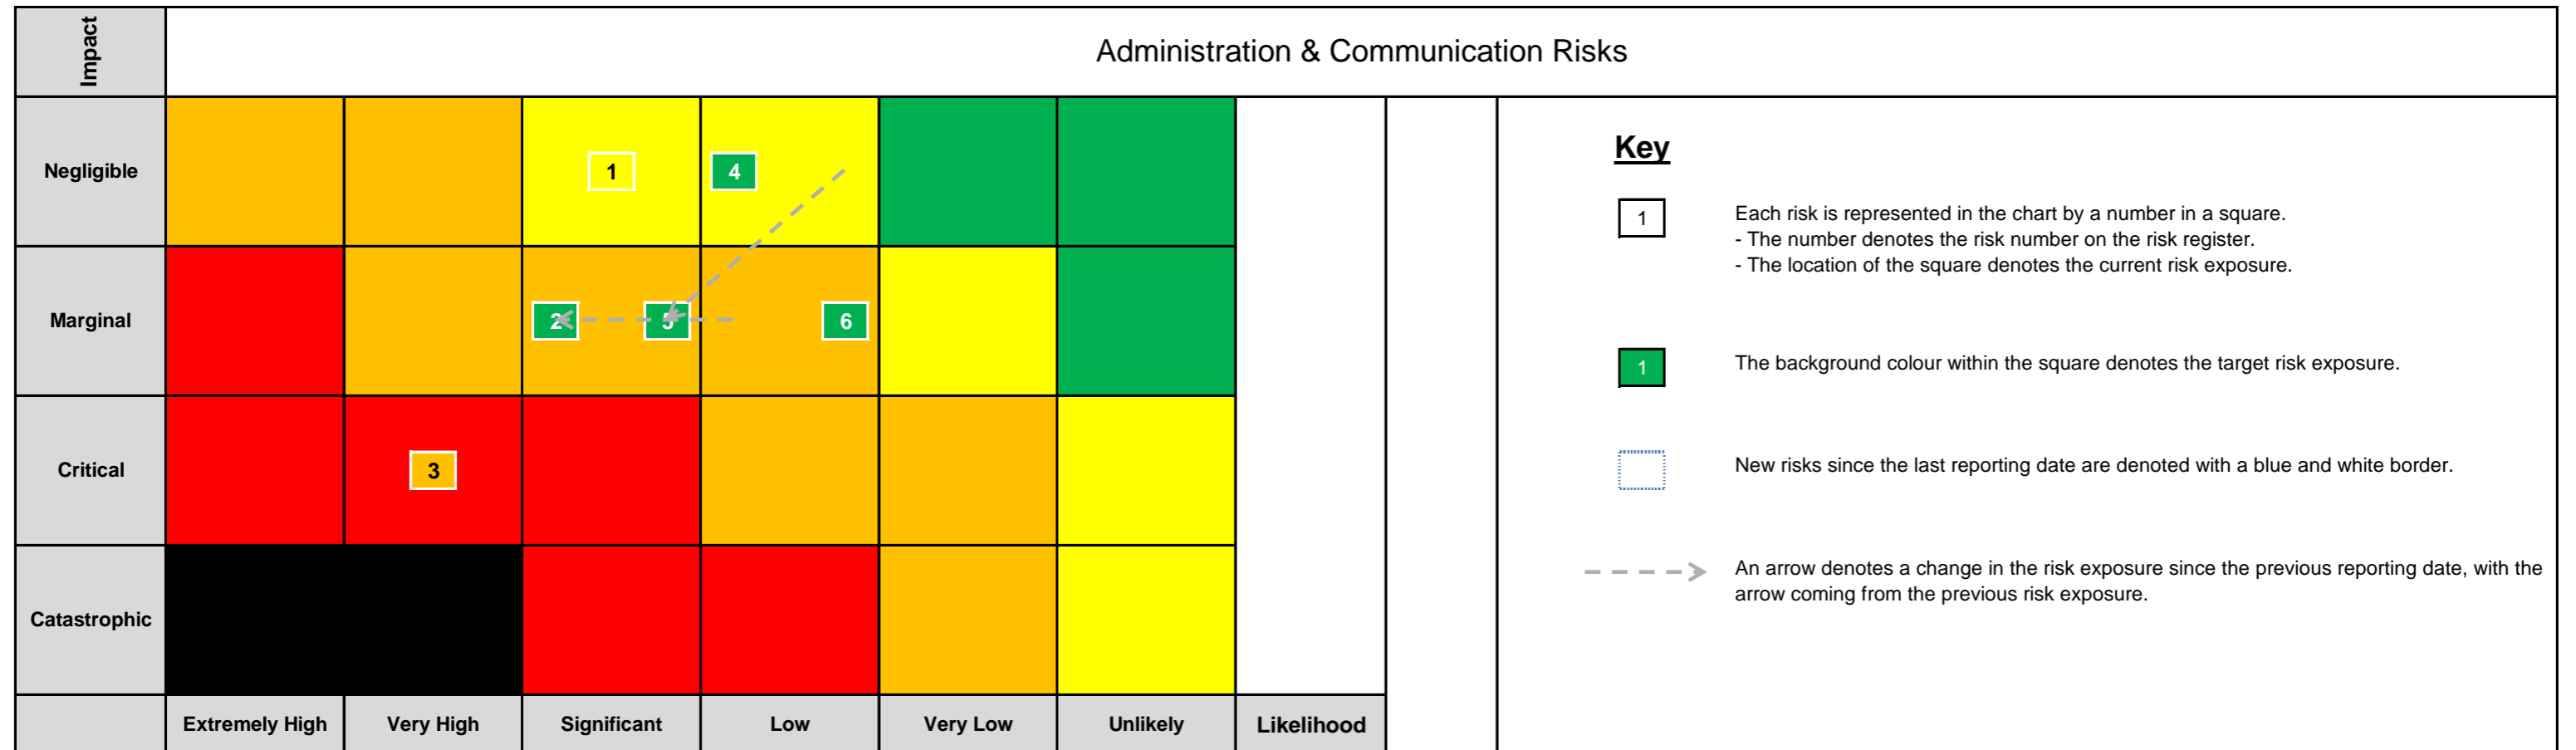 Impact
Administration & Communication Risks
Negligible
1
4
Marginal
2
5
6
Critical
3
Catastrophic
Extremely High
Very High
Significant
Low
Very Low
Unlikely
Likelihood
Key
1
Each risk is represented in the chart by a number in a square.
- The number denotes the risk number on the risk register.
- The location of the square denotes the current risk exposure.
1
The background colour within the square denotes the target risk exposure.
New risks since the last reporting date are denoted with a blue and white border.
An arrow denotes a change in the risk exposure since the previous reporting date, with the
arrow coming from the previous risk exposure.